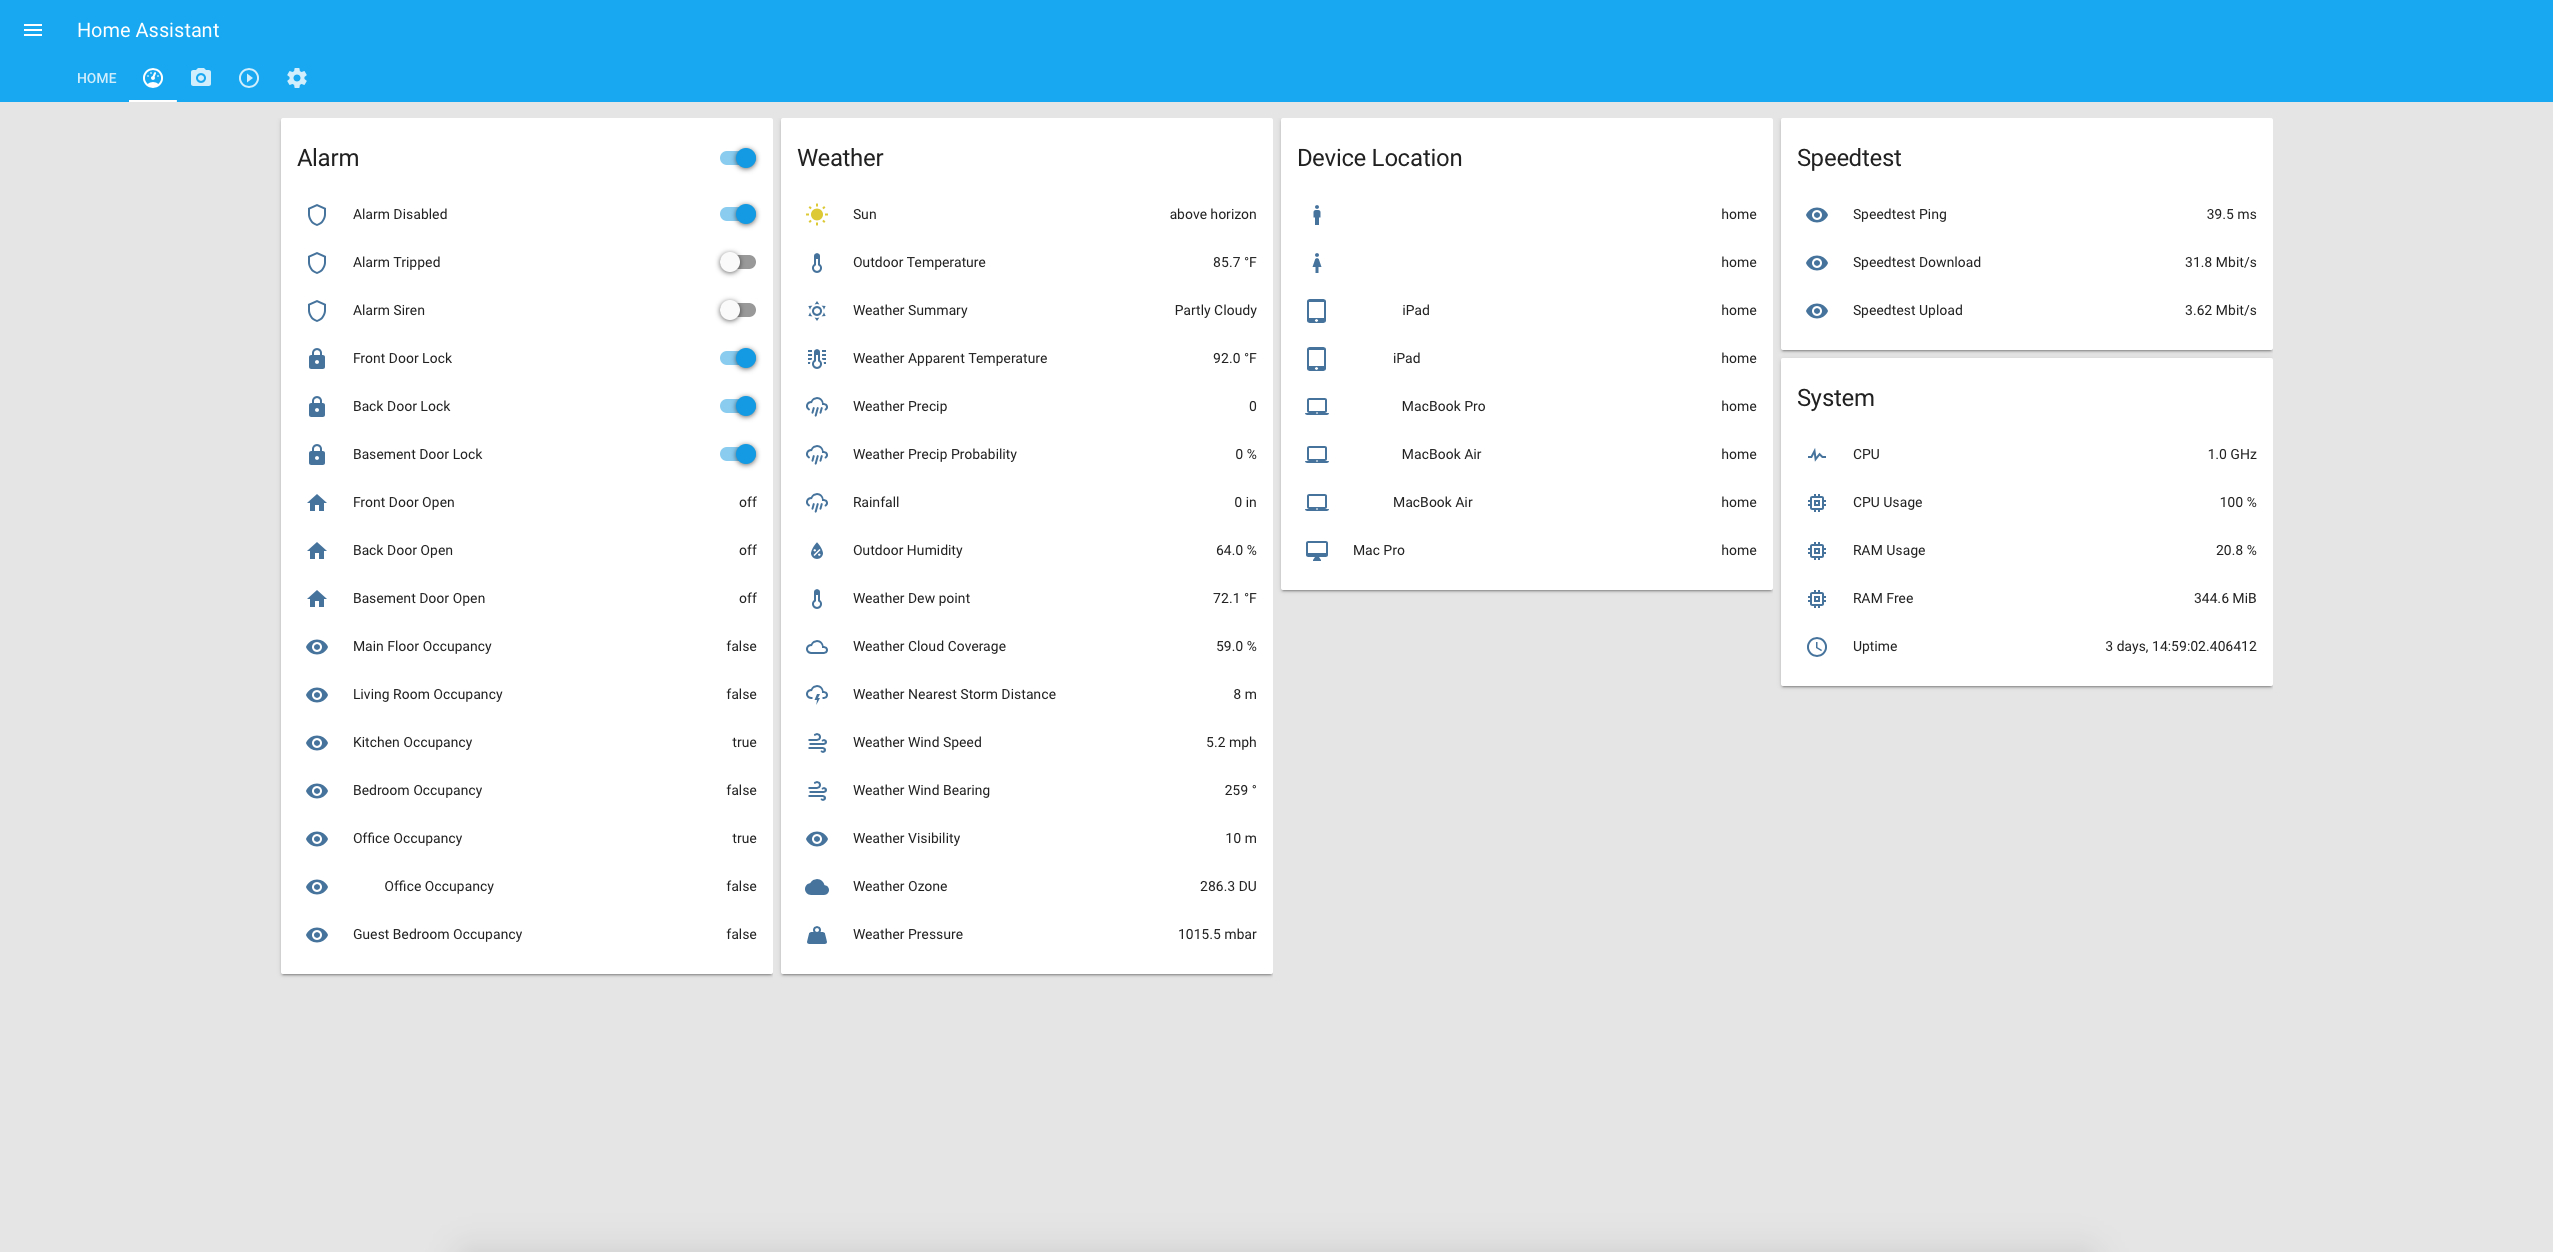 Home Assistant
HOME
Alarm
Alarm Disabled
Alarm Tripped
Alarm Siren
Front Door Lock
Back Door Lock
Basement Door Lock
Front Door Open off
Back Door Open off
Basement Door Open off
Main Floor Occupancy false
Living Room Occupancy false
Kitchen Occupancy true
Bedroom Occupancy false
Office Occupancy true
Office Occupancy false
Guest Bedroom Occupancy false
Weather
Sun above horizon
Outdoor Temperature 85.7 °F
Weather Summary Partly Cloudy
Weather Apparent Temperature 92.0 °F
Weather Precip 0
Weather Precip Probability 0 %
Rainfall 0 in
Outdoor Humidity 64.0 %
Weather Dew point 72.1 °F
Weather Cloud Coverage 59.0 %
Weather Nearest Storm Distance 8 m
Weather Wind Speed 5.2 mph
Weather Wind Bearing 259 °
Weather Visibility 10 m
Weather Ozone 286.3 DU
Weather Pressure 1015.5 mbar
Device Location
home
home
iPad home
iPad home
MacBook Pro home
MacBook Air home
MacBook Air home
Mac Pro home
Speedtest
Speedtest Ping 39.5 ms
Speedtest Download 31.8 Mbit/s
Speedtest Upload 3.62 Mbit/s
System
CPU 1.0 GHz
CPU Usage 100 %
RAM Usage 20.8 %
RAM Free 344.6 MiB
Uptime 3 days, 14:59:02.406412